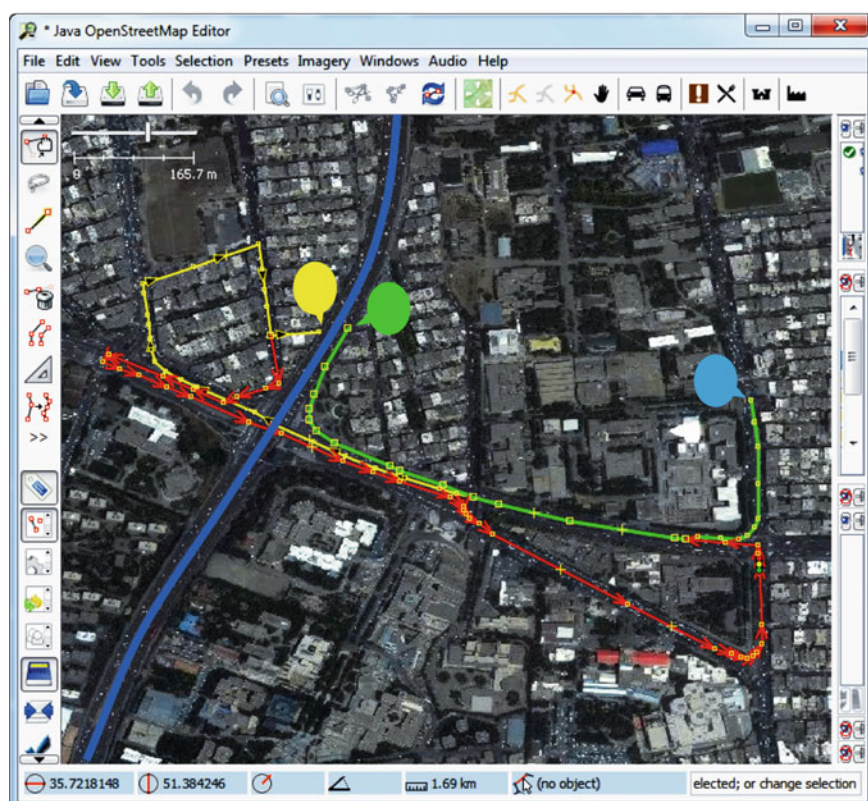 * Java OpenStreetMap Editor
File Edit View Tools Selection Presets Imagery Windows Audio Help
0 165.7 m
>>
35.7218148 51.384246 1.69 km (no object) elected; or change selection